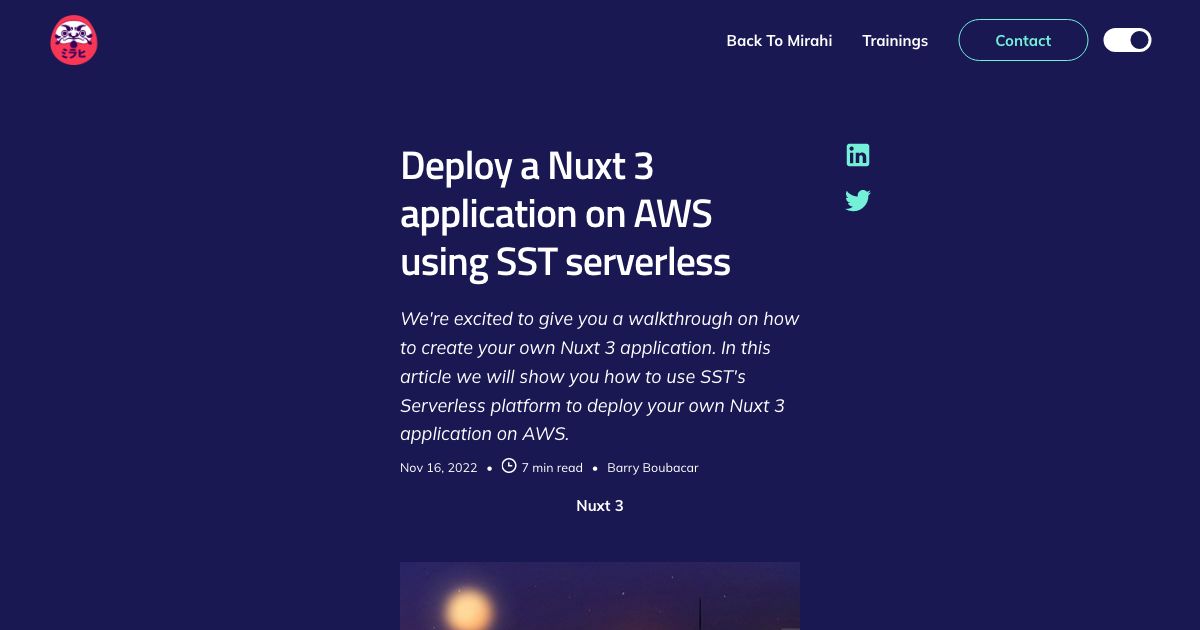 ミラヒ
Back To Mirahi
Trainings
Contact
Deploy a Nuxt 3
application on AWS
using SST serverless
We're excited to give you a walkthrough on how
to create your own Nuxt 3 application. In this
article we will show you how to use SST's
Serverless platform to deploy your own Nuxt 3
application on AWS.
Nov 16, 2022 • 7 min read • Barry Boubacar
Nuxt 3